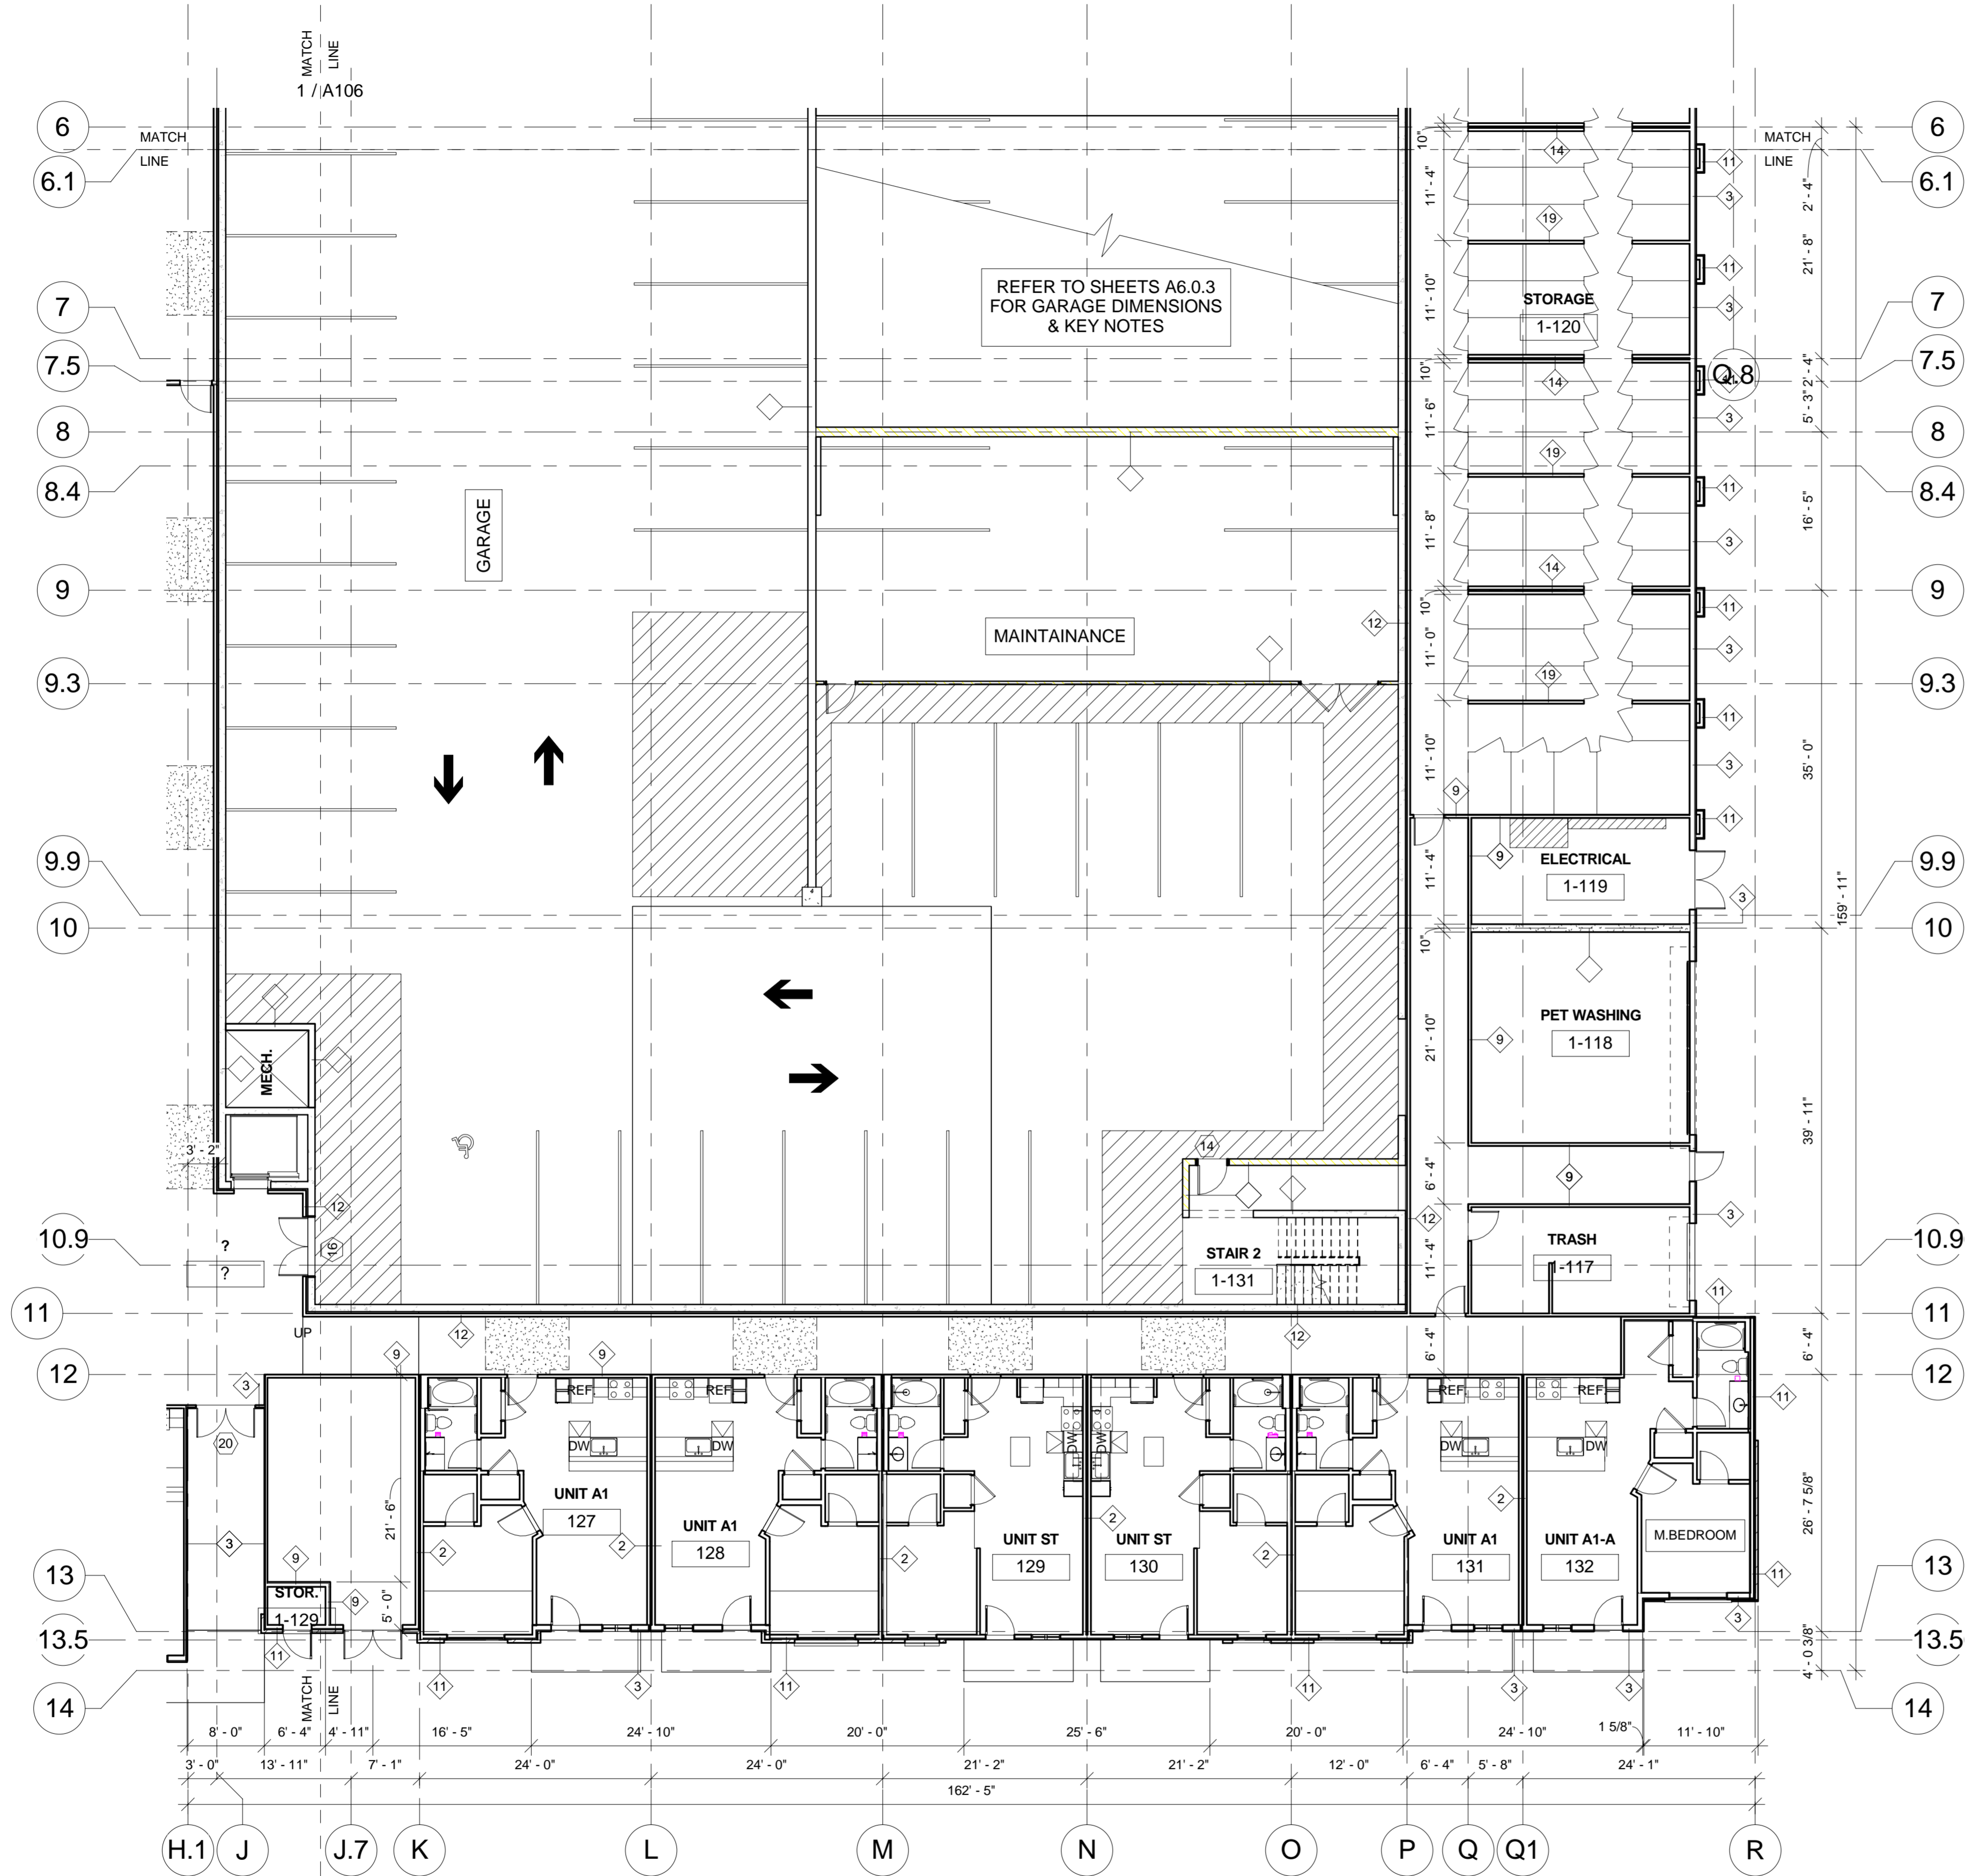 MATCH
LINE
1 / A106
6
MATCH
LINE
6.1
7
7.5
8
8.4
9
9.3
9.9
10
10.9
11
12
13
13.5
14
6
MATCH
LINE
6.1
7
7.5
Q.8
8
8.4
9
9.3
9.9
10
10.9
11
12
13
13.5
14
REFER TO SHEETS A6.0.3
FOR GARAGE DIMENSIONS
& KEY NOTES
GARAGE
MAINTAINANCE
MECH.
3' - 2"
?
?
UP
STAIR 2
1-131
STORAGE
1-120
ELECTRICAL
1-119
PET WASHING
1-118
TRASH
1-117
10"
11' - 4"
11' - 10"
10"
11' - 6"
11' - 8"
10"
11' - 0"
11' - 10"
11' - 4"
10"
21' - 10"
6' - 4"
11' - 4"
6' - 4"
2' - 4"
21' - 8"
2' - 4"
5' - 3"
16' - 5"
35' - 0"
159' - 11"
39' - 11"
6' - 4"
26' - 7 5/8"
4' - 0 3/8"
14
19
14
19
14
19
12
9
9
9
9
12
14
12
16
12
12
11
3
11
3
11
3
11
3
11
3
11
3
11
3
3
11
11
11
3
9
9
3
20
3
9
9
11
21' - 6"
5' - 0"
STOR.
1-129
REF
DW
UNIT A1
127
2
2
REF
DW
UNIT A1
128
2
DW
UNIT ST
129
2
DW
UNIT ST
130
2
REF
DW
UNIT A1
131
2
REF
DW
UNIT A1-A
132
M.BEDROOM
11
3
11
11
3
3
MATCH
LINE
8' - 0"
6' - 4"
4' - 11"
16' - 5"
24' - 10"
20' - 0"
25' - 6"
20' - 0"
24' - 10"
1 5/8"
11' - 10"
3' - 0"
13' - 11"
7' - 1"
24' - 0"
24' - 0"
21' - 2"
21' - 2"
12' - 0"
6' - 4"
5' - 8"
24' - 1"
162' - 5"
H.1
J
J.7
K
L
M
N
O
P
Q
Q1
R